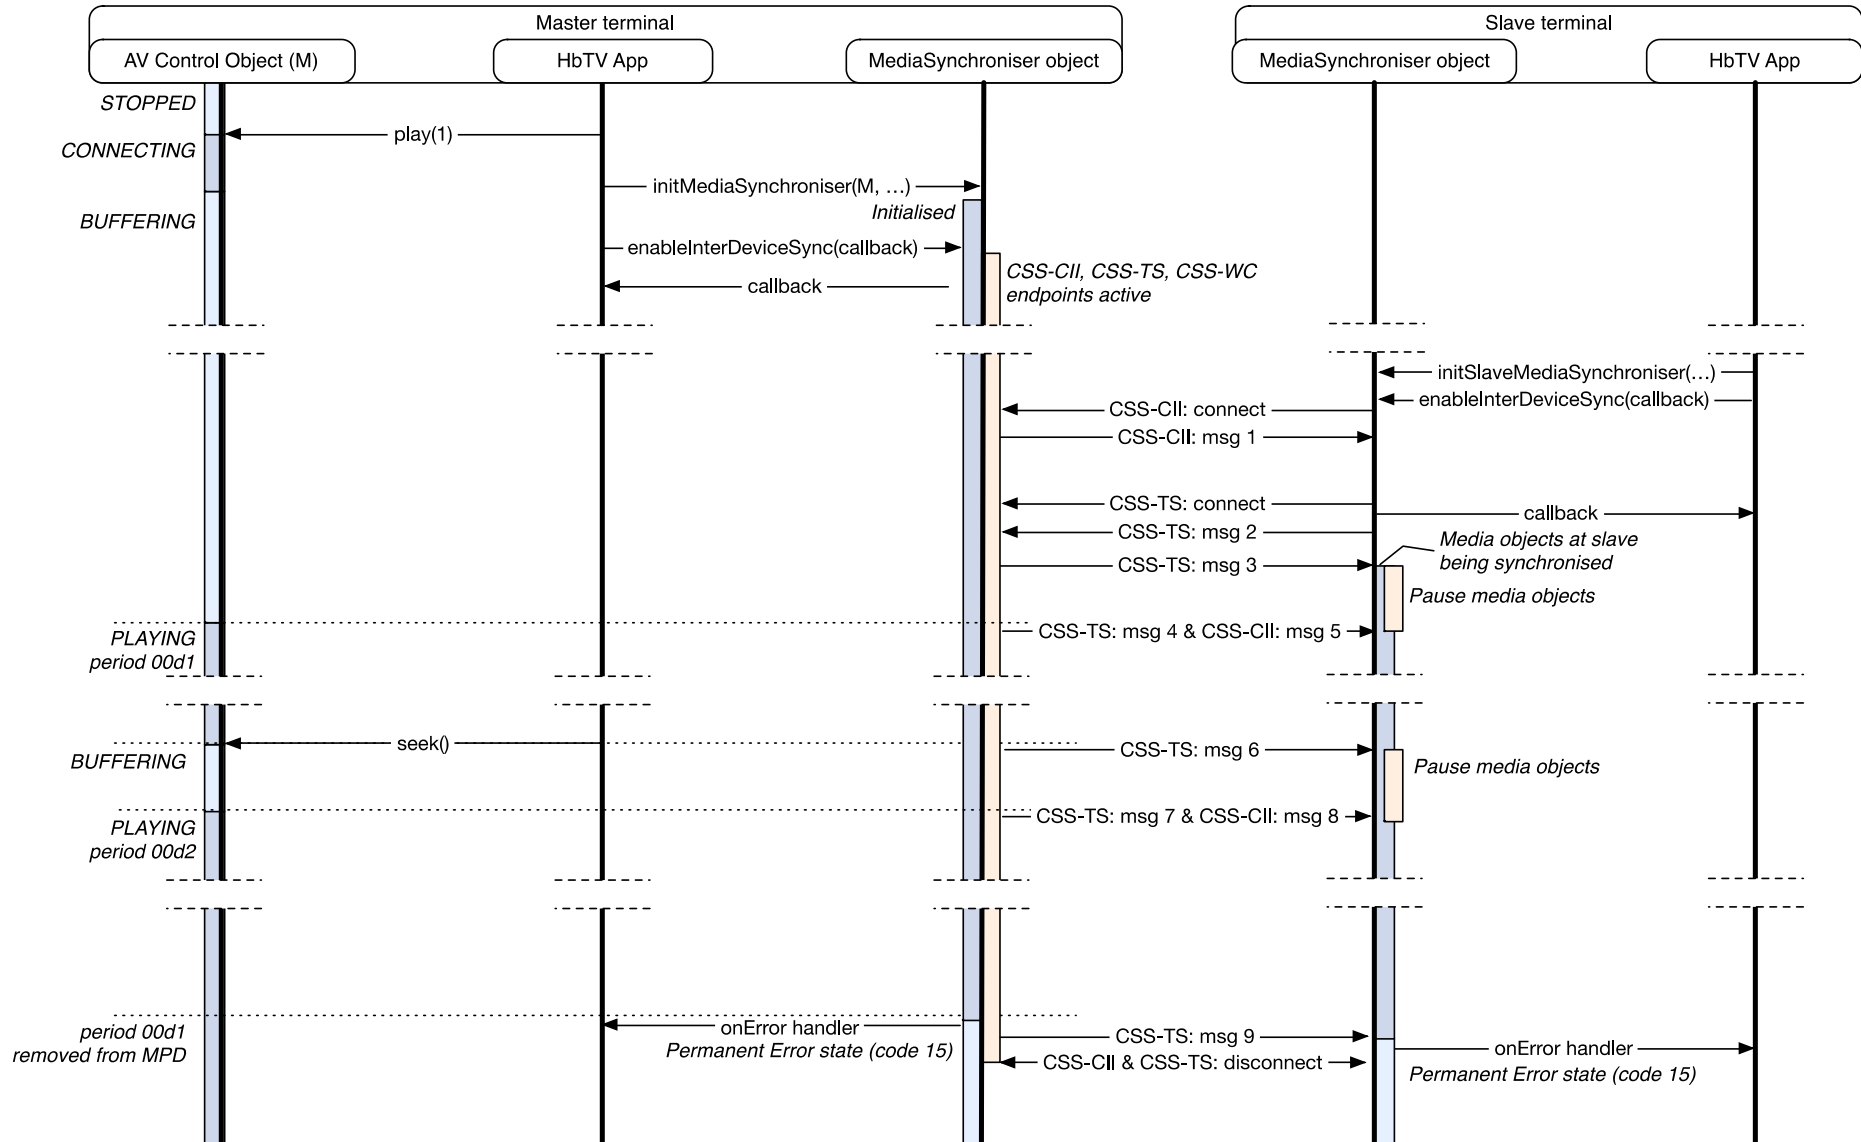 Master terminal
Slave terminal
AV Control Object (M)
HbTV App
MediaSynchroniser object
MediaSynchroniser object
HbTV App
STOPPED
play(1)
CONNECTING
initMediaSynchroniser(M, …)
Initialised
BUFFERING
enableInterDeviceSync(callback)
CSS-CII, CSS-TS, CSS-WC
endpoints active
callback
initSlaveMediaSynchroniser(…)
enableInterDeviceSync(callback)
CSS-CII: connect
CSS-CII: msg 1
CSS-TS: connect
callback
CSS-TS: msg 2
Media objects at slave
being synchronised
CSS-TS: msg 3
Pause media objects
PLAYING
period 00d1
CSS-TS: msg 4 & CSS-CII: msg 5
seek()
CSS-TS: msg 6
BUFFERING
Pause media objects
CSS-TS: msg 7 & CSS-CII: msg 8
PLAYING
period 00d2
period 00d1
removed from MPD
onError handler
Permanent Error state (code 15)
CSS-TS: msg 9
CSS-CII & CSS-TS: disconnect
onError handler
Permanent Error state (code 15)